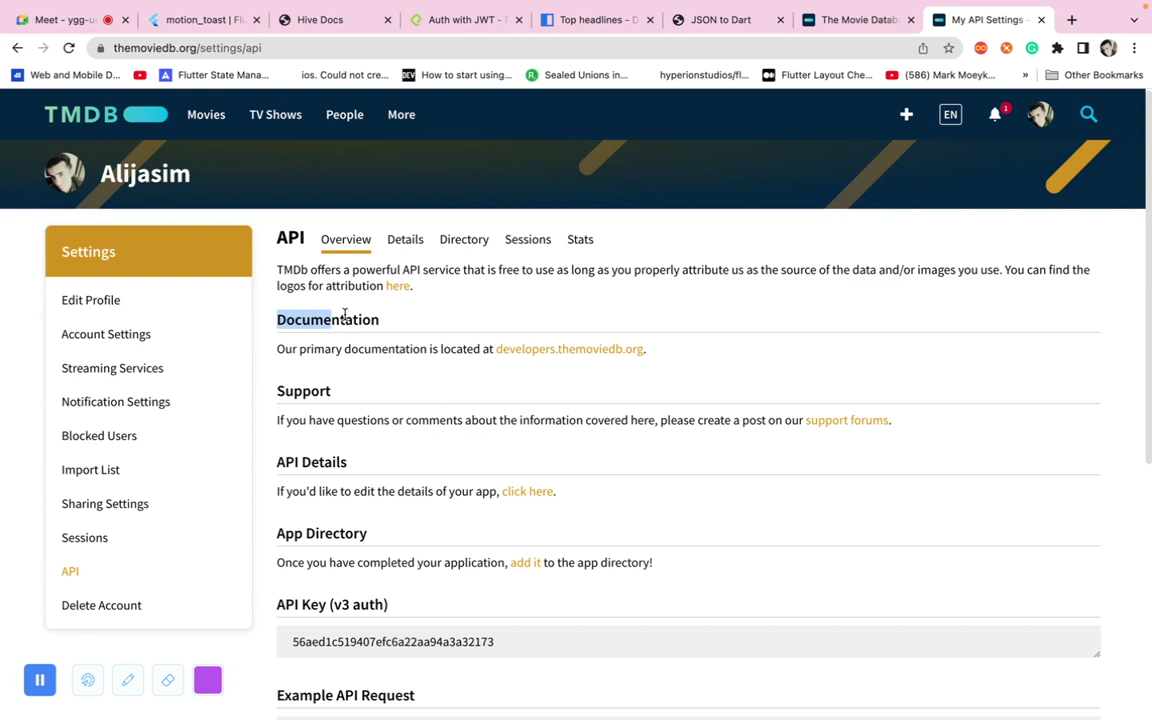 Meet - ygg-u
motion_toast | Flu
Hive Docs
Auth with JWT - P
Top headlines - D
JSON to Dart
The Movie Databa
My API Settings -
themoviedb.org/settings/api
Web and Mobile D...
Flutter State Mana...
ios. Could not cre...
DEV
How to start using...
Sealed Unions in...
hyperionstudios/fl...
Flutter Layout Che...
(586) Mark Moeyk...
»
Other Bookmarks
TMDB
Movies
TV Shows
People
More
EN
1
Alijasim
Settings
Edit Profile
Account Settings
Streaming Services
Notification Settings
Blocked Users
Import List
Sharing Settings
Sessions
API
Delete Account
API
Overview
Details
Directory
Sessions
Stats
TMDb offers a powerful API service that is free to use as long as you properly attribute us as the source of the data and/or images you use. You can find the
logos for attribution here.
Documentation
Our primary documentation is located at developers.themoviedb.org.
Support
If you have questions or comments about the information covered here, please create a post on our support forums.
API Details
If you'd like to edit the details of your app, click here.
App Directory
Once you have completed your application, add it to the app directory!
API Key (v3 auth)
56aed1c519407efc6a22aa94a3a32173
Example API Request